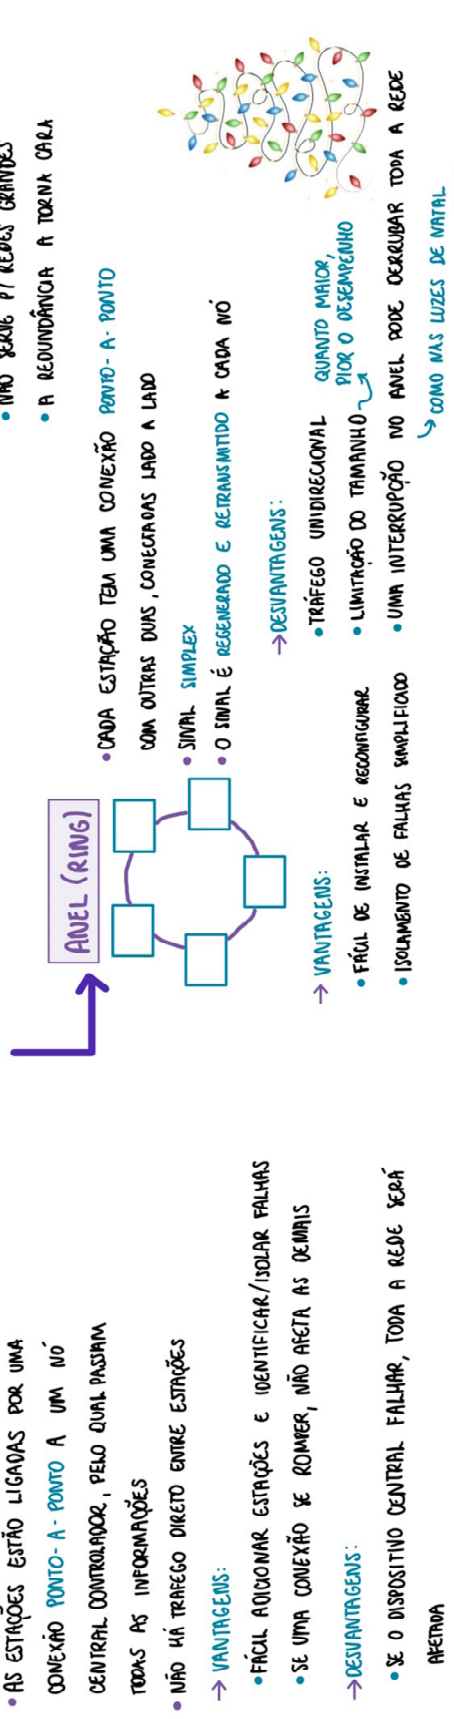 • AS ESTAÇÕES ESTÃO LIGADAS POR UMA
CONEXÃO PONTO-A-PONTO A UM NÓ
CENTRAL CONTROLADOR, PELO QUAL PASSAM
TODAS AS INFORMAÇÕES
• NÃO HÁ TRAFEGO DIRETO ENTRE ESTAÇÕES
→ VANTAGENS:
• FÁCIL ADICIONAR ESTAÇÕES E IDENTIFICAR/ISOLAR FALHAS
• SE UMA CONEXÃO SE ROMPER, NÃO AFETA AS DEMAIS
→ DESVANTAGENS:
• SE O DISPOSITIVO CENTRAL FALHAR, TODA A REDE SERÁ
AFETADA
• NÃO SERVE P/ REDES GRANDES
• A REDUNDÂNCIA A TORNA CARA
ANEL (RING)
• CADA ESTAÇÃO TEM UMA CONEXÃO PONTO-A-PONTO
COM OUTRAS DUAS, CONECTADAS LADO A LADO
• SINAL SIMPLEX
• O SINAL É REGENERADO E RETRANSMITIDO A CADA NÓ
→ VANTAGENS:
• FÁCIL DE INSTALAR E RECONFIGURAR
• ISOLAMENTO DE FALHAS SIMPLIFICADO
→ DESVANTAGENS:
• TRÁFEGO UNIDIRECIONAL
• LIMITAÇÃO DO TAMANHO
QUANTO MAIOR,
PIOR O DESEMPENHO
• UMA INTERRUPÇÃO NO ANEL PODE DERRUBAR TODA A REDE
↳ COMO NAS LUZES DE NATAL